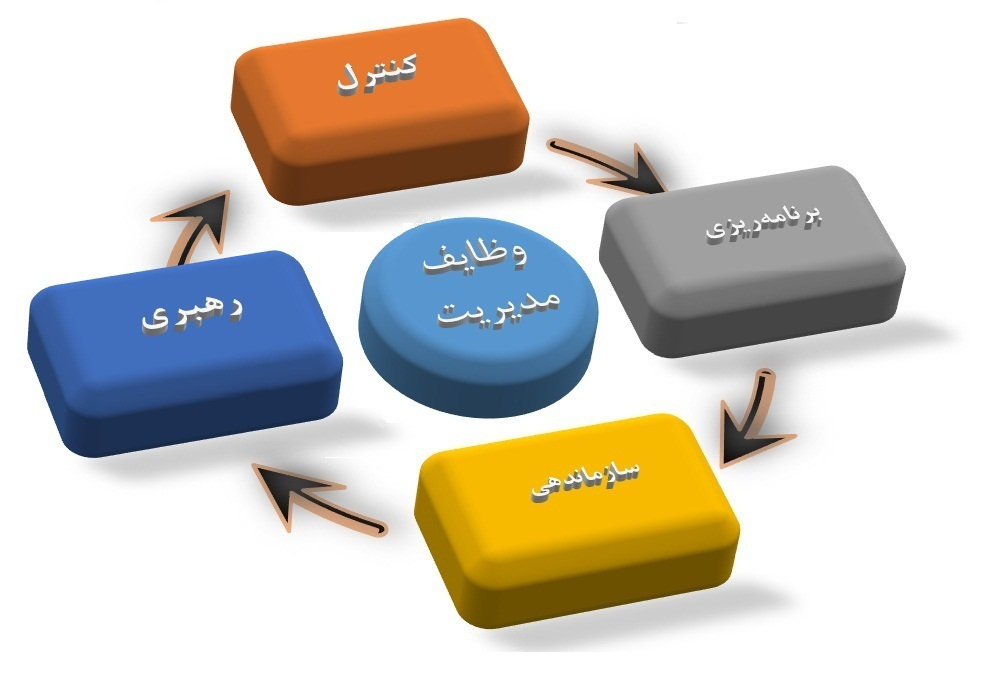 کنترل
برنامه‌ریزی
وظایف
مدیریت
رهبری
سازماندهی